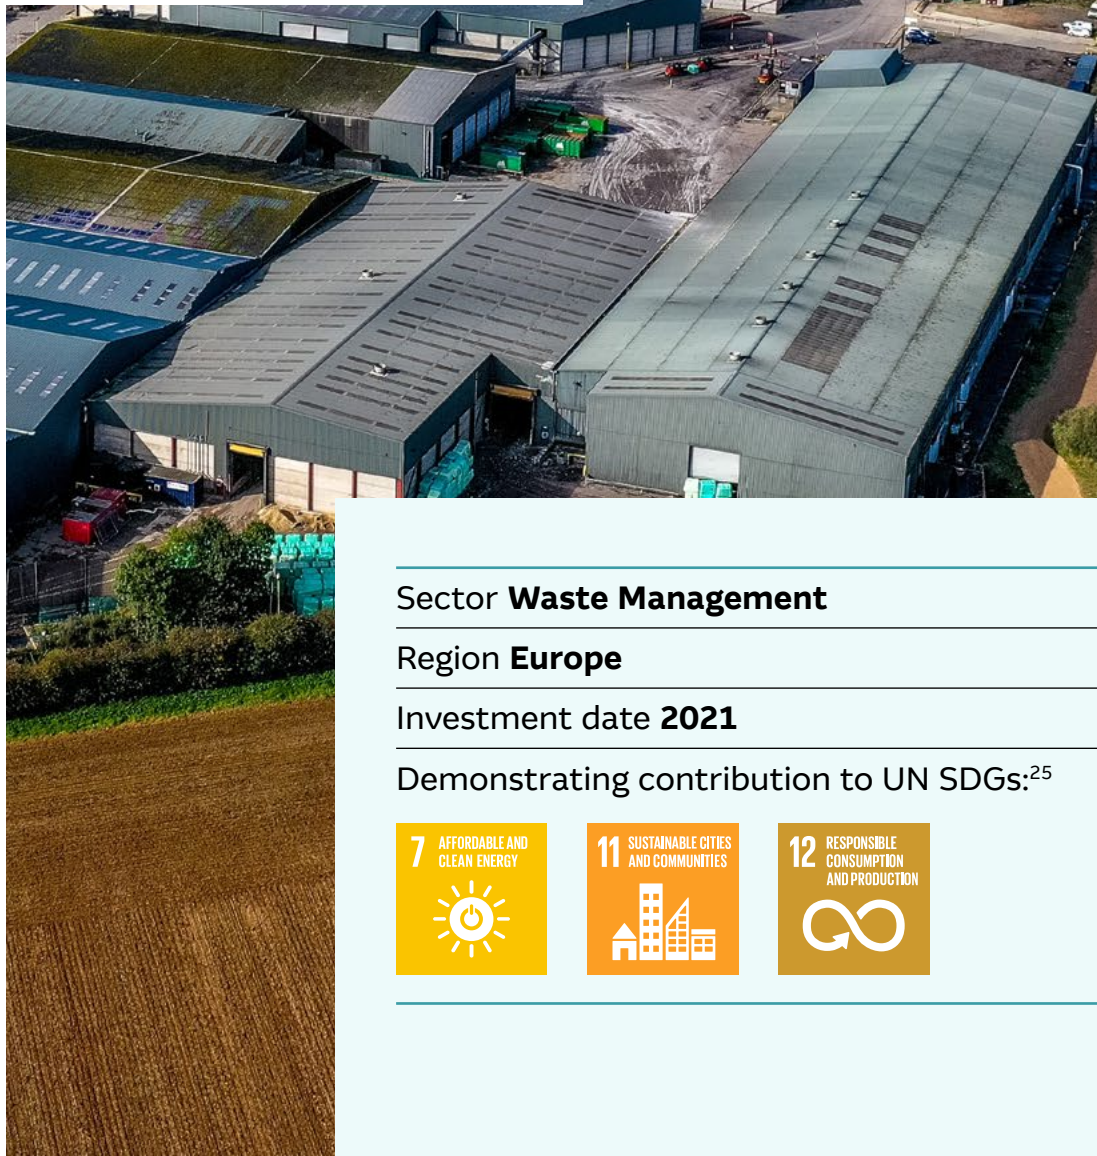 Sector Waste Management
Region Europe
Investment date 2021
Demonstrating contribution to UN SDGs:25
7 AFFORDABLE AND
CLEAN ENERGY
11 SUSTAINABLE CITIES
AND COMMUNITIES
12 RESPONSIBLE
CONSUMPTION
AND PRODUCTION